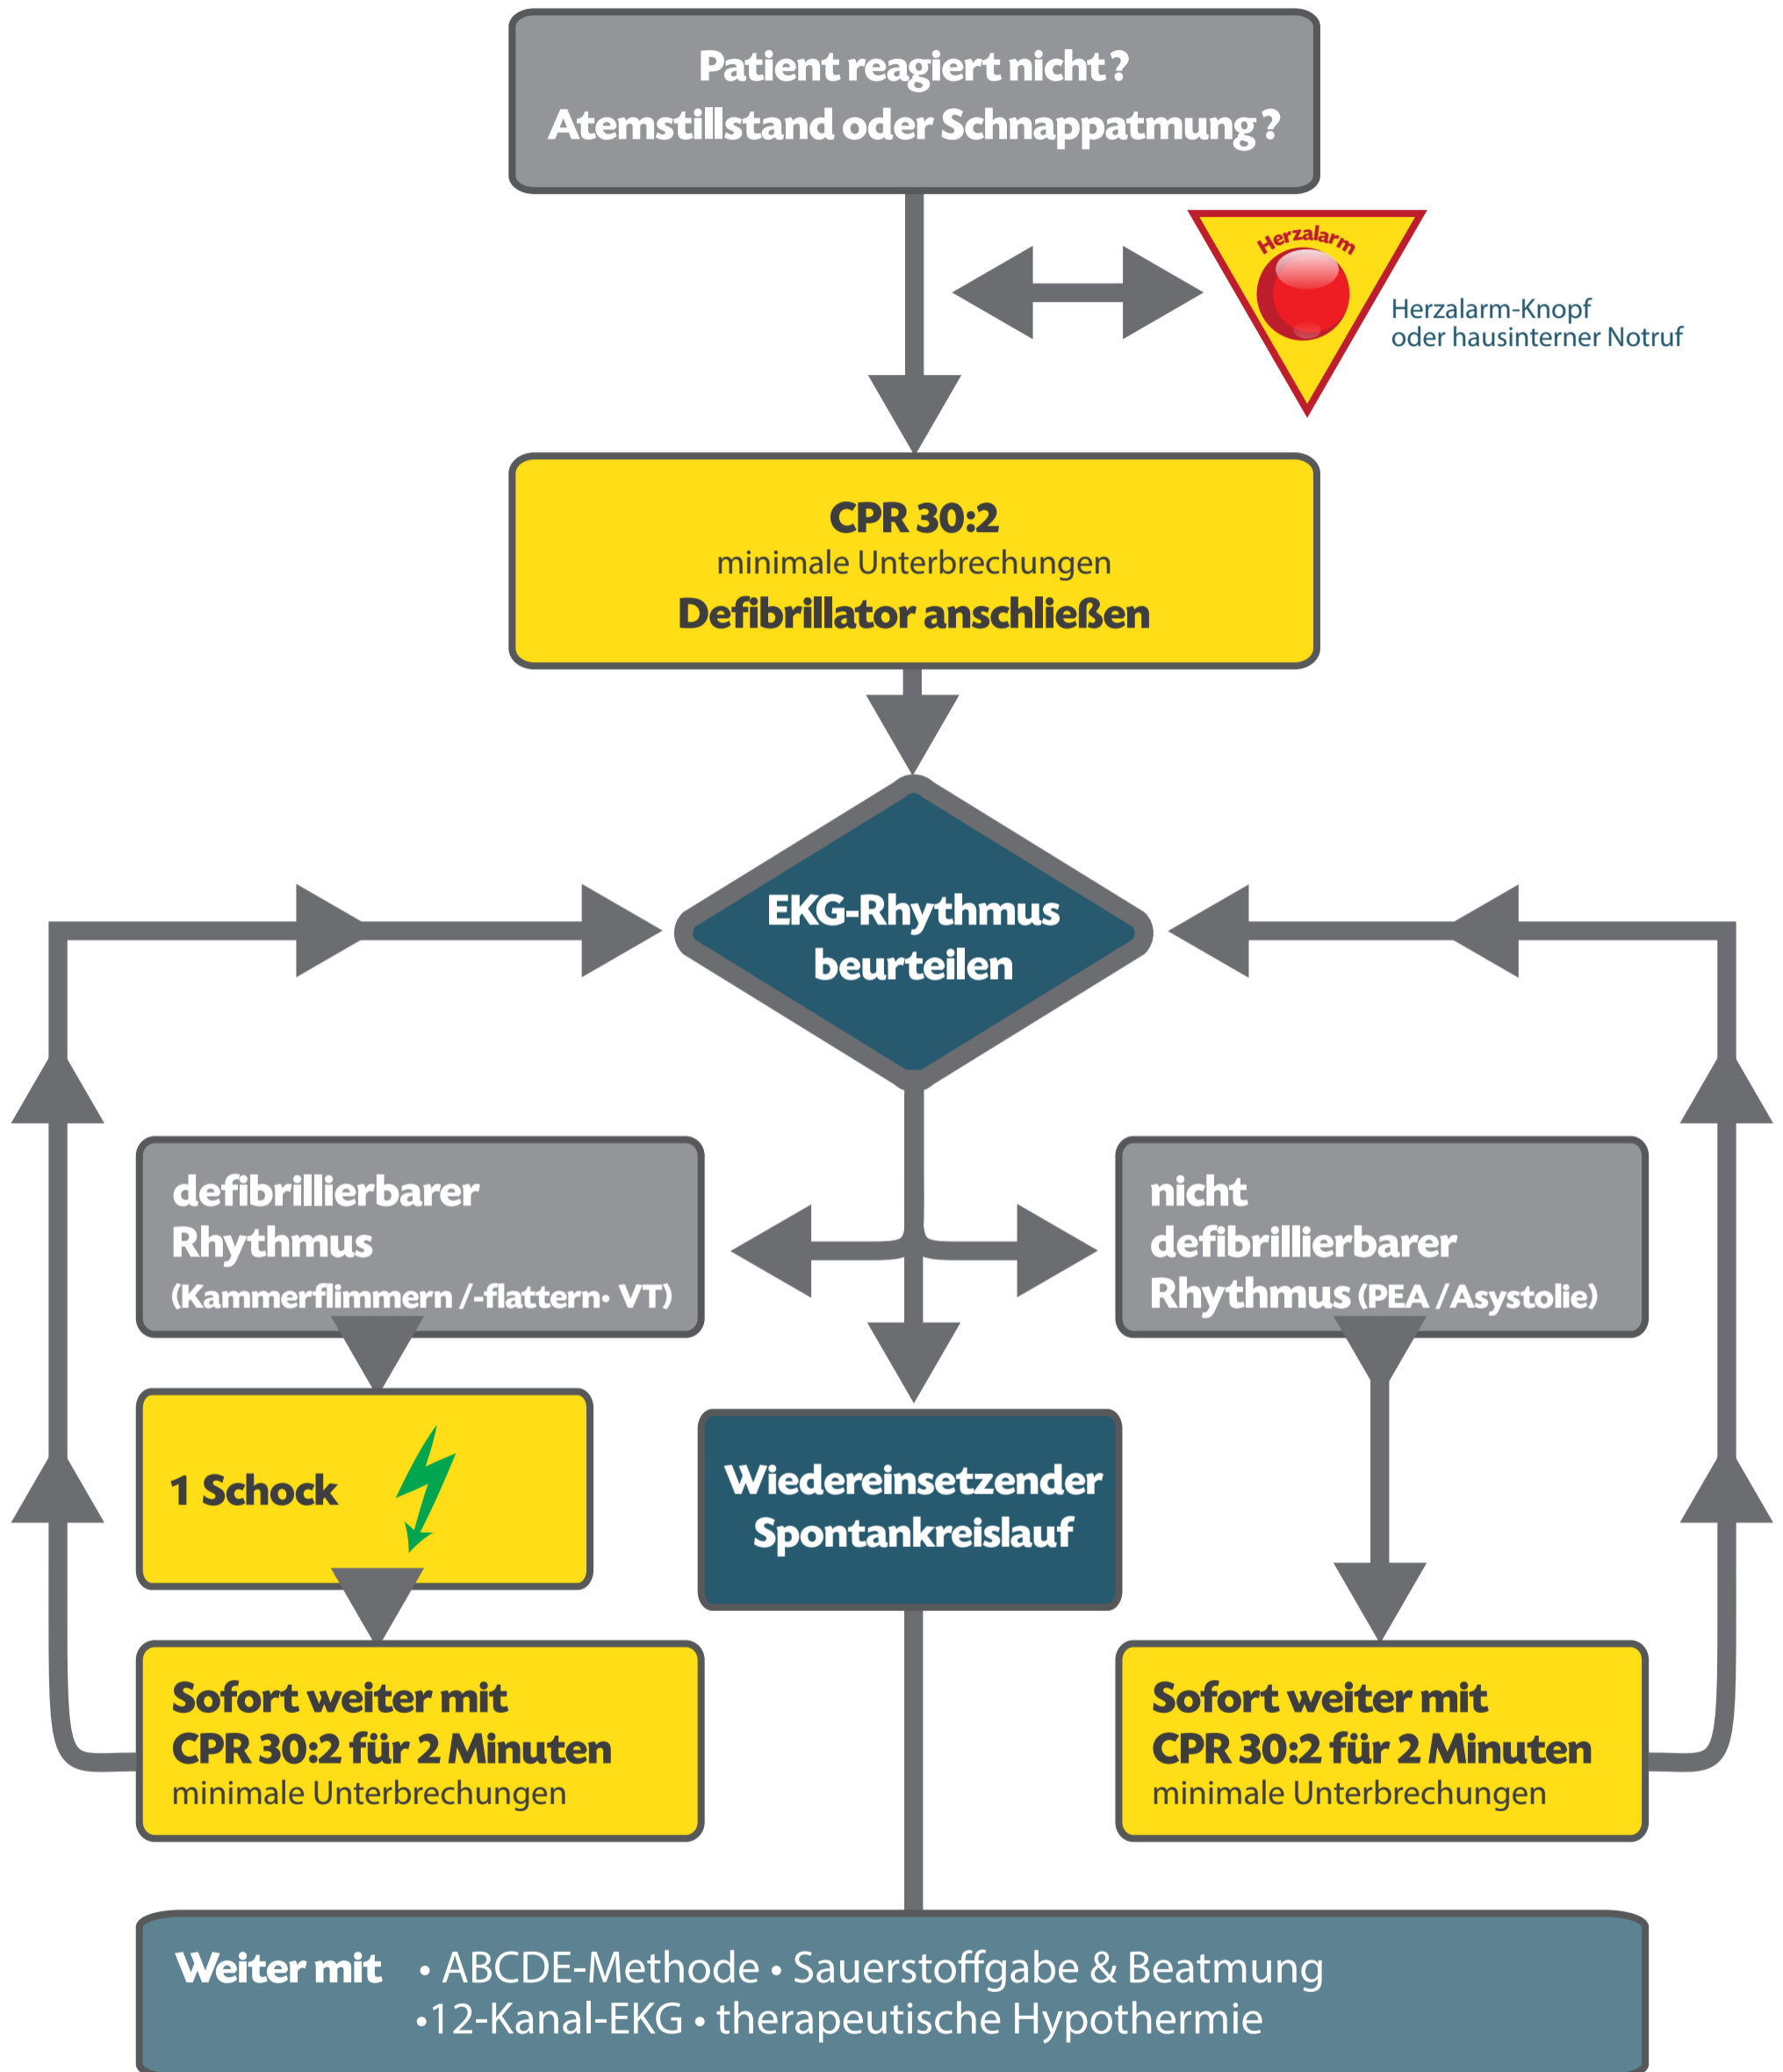 Patient reagiert nicht?
Atemstillstand oder Schnappatmung?
Herzalarm
Herzalarm-Knopf
oder hausinterner Notruf
CPR 30:2
minimale Unterbrechungen
Defibrillator anschließen
EKG-Rhythmus
beurteilen
defibrillierbarer
Rhythmus
(Kammerflimmern /-flattern• VT)
nicht
defibrillierbarer
Rhythmus (PEA /Asystolie)
1 Schock
Wiedereinsetzender
Spontankreislauf
Sofort weiter mit
CPR 30:2 für 2 Minuten
minimale Unterbrechungen
Sofort weiter mit
CPR 30:2 für 2 Minuten
minimale Unterbrechungen
Weiter mit • ABCDE-Methode • Sauerstoffgabe & Beatmung
•12-Kanal-EKG • therapeutische Hypothermie